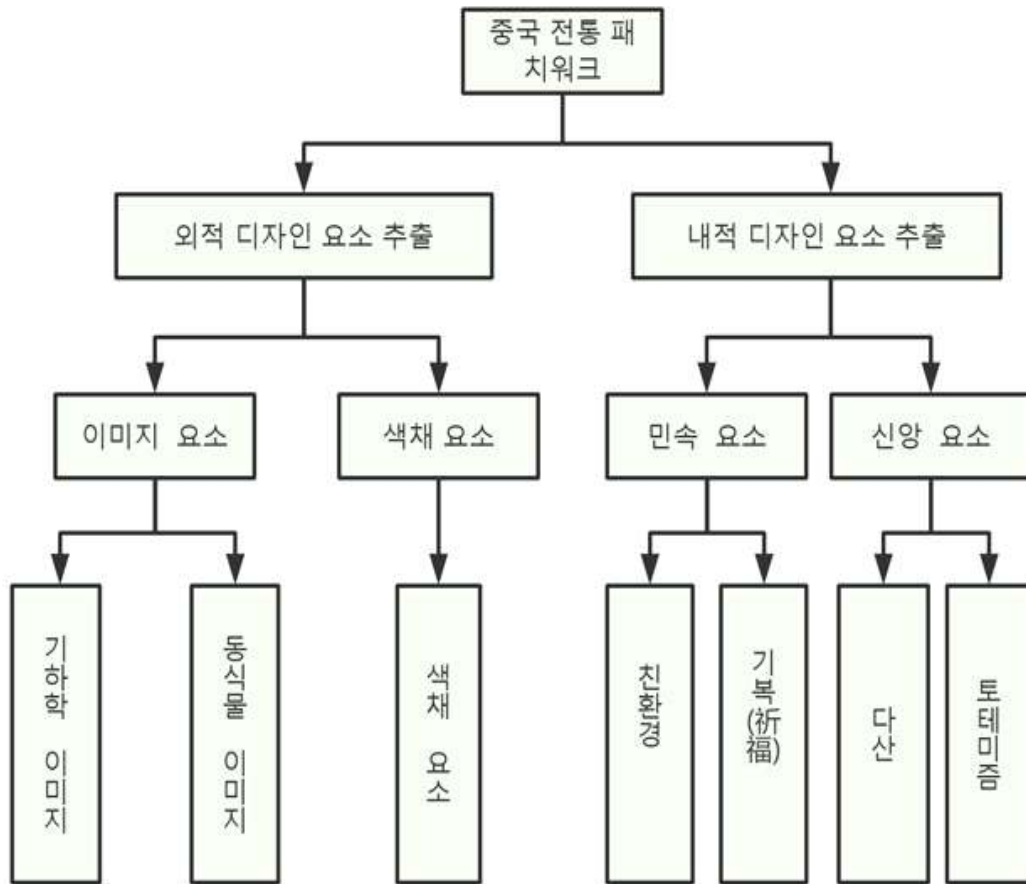 중국 전통 패
치워크
외적 디자인 요소 추출
내적 디자인 요소 추출
이미지 요소
색채 요소
민속 요소
신앙 요소
기하학 이미지
동식물 이미지
색채 요소
친환경
기복(祈福)
다산
토테미즘